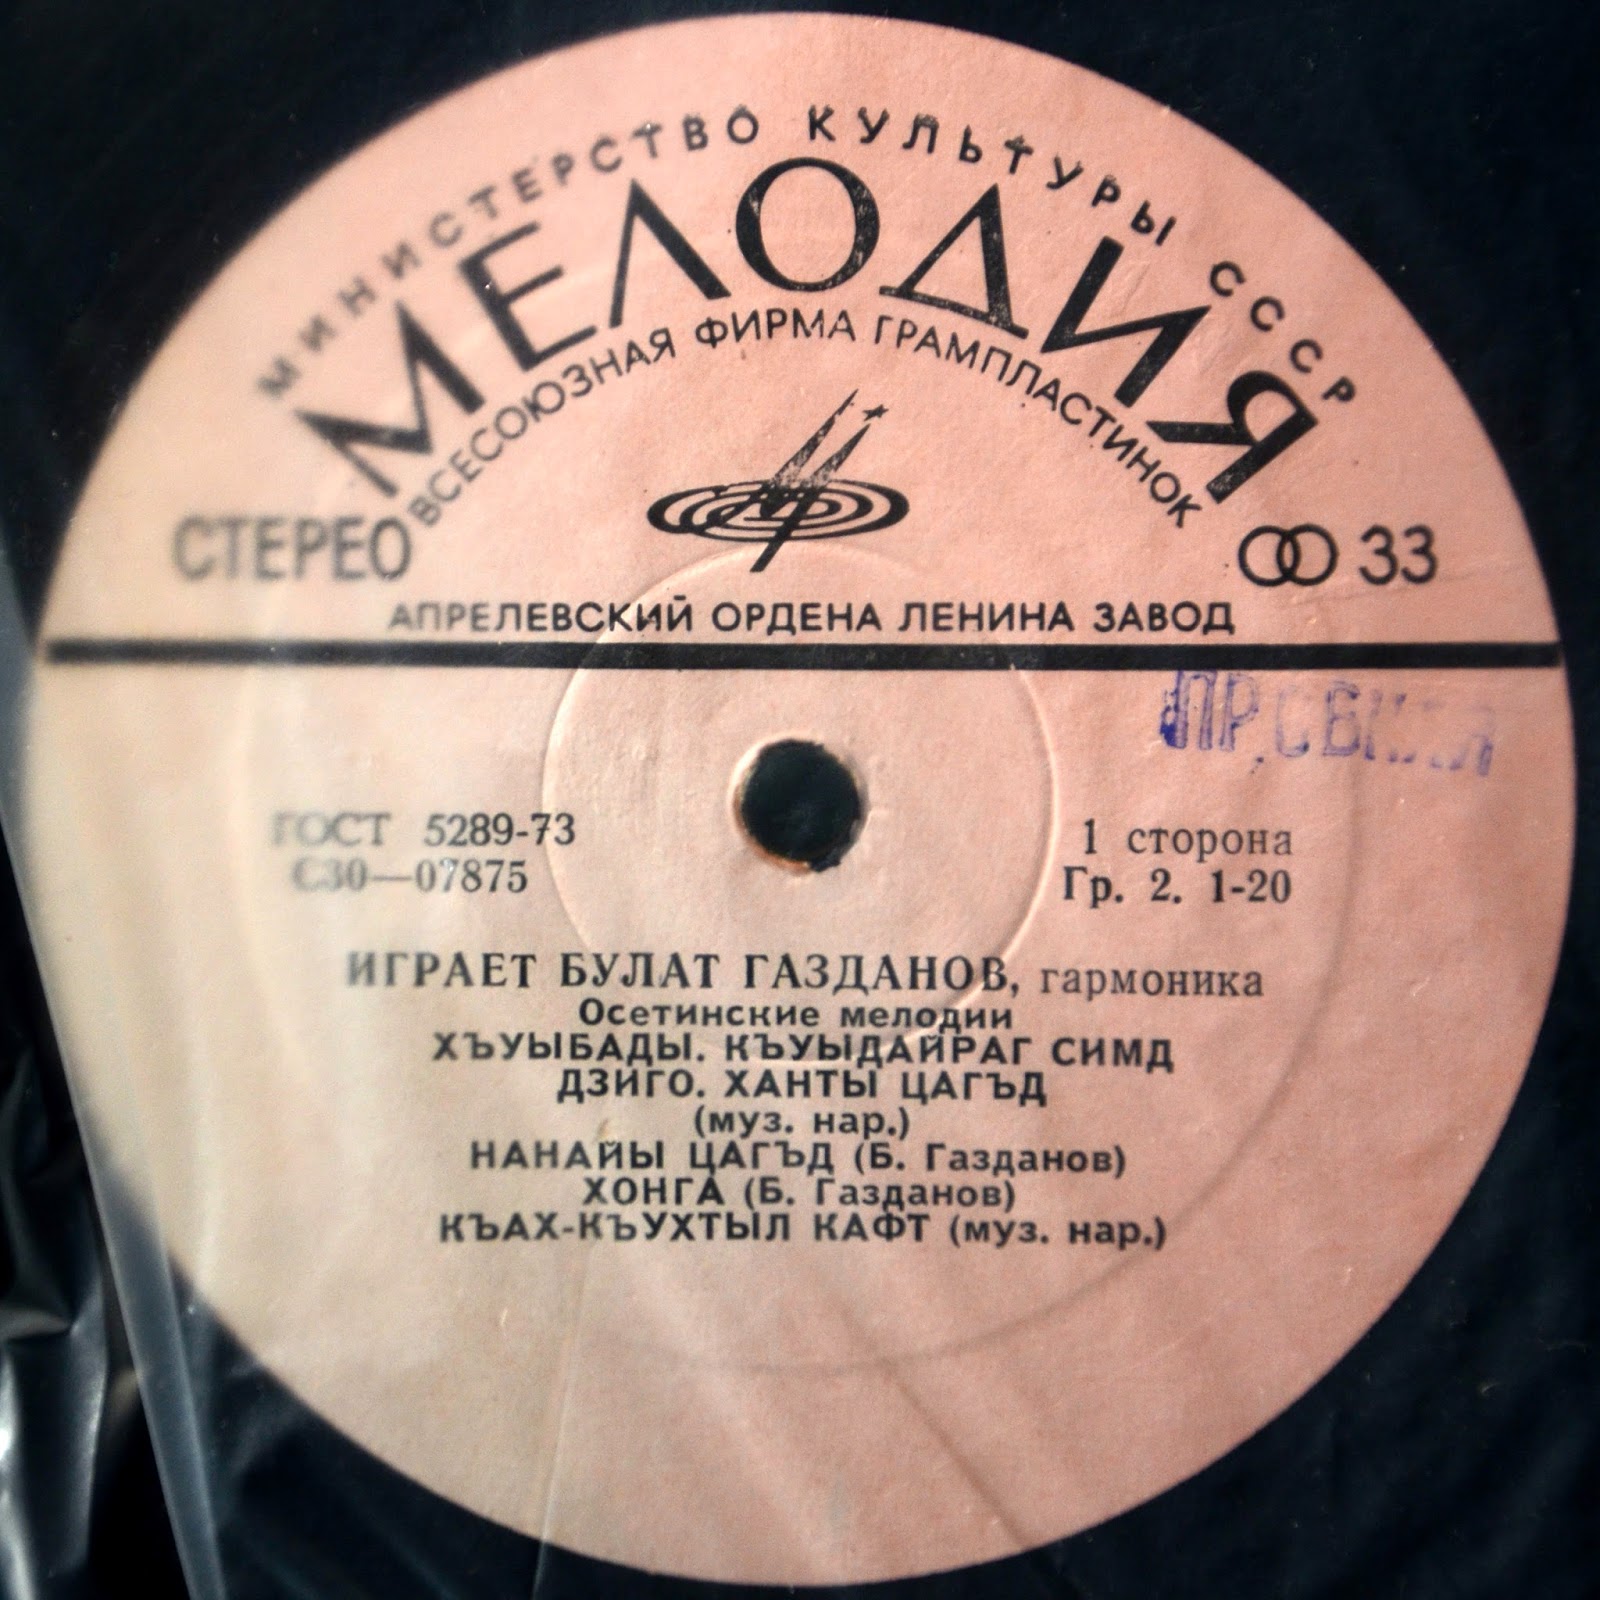 МИНИСТЕРСТВО КУЛЬТУРЫ СССР
МЕЛОДИЯ
ВСЕСОЮЗНАЯ ФИРМА ГРАМПЛАСТИНОК
СТЕРЕО
33
АПРЕЛЕВСКИЙ ОРДЕНА ЛЕНИНА ЗАВОД
ГОСТ 5289-73
С30—07875
1 сторона
Гр. 2. 1-20
ИГРАЕТ БУЛАТ ГАЗДАНОВ, гармоника
Осетинские мелодии
ХЪУЫБАДЫ. КЪУЫДАЙРАГ СИМД
ДЗИГО. ХАНТЫ ЦАГЪД
(муз. нар.)
НАНАЙЫ ЦАГЪД (Б. Газданов)
ХОНГА (Б. Газданов)
КЪАХ-КЪУХТЫЛ КАФТ (муз. нар.)